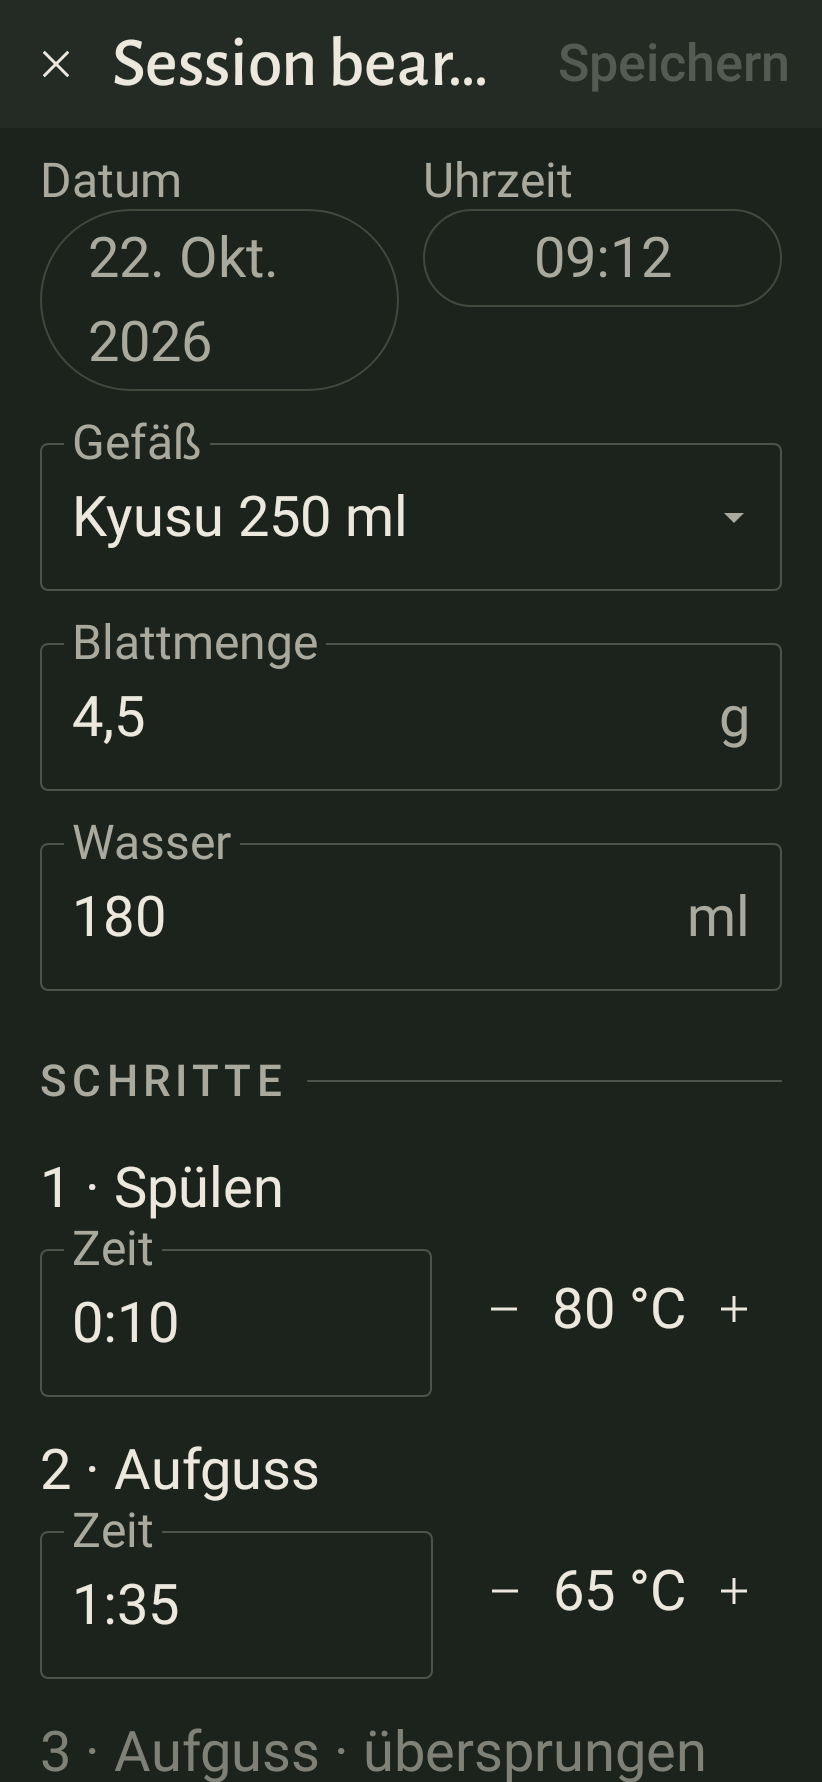 Session bear...
Speichern
Datum
Uhrzeit
22. Okt.
2026
09:12
Gefäß
Kyusu 250 ml
Blattmenge
4,5
g
Wasser
180
ml
SCHRITTE
1 · Spülen
Zeit
0:10
− 80 °C +
2 · Aufguss
Zeit
1:35
− 65 °C +
3 · Aufguss · übersprungen